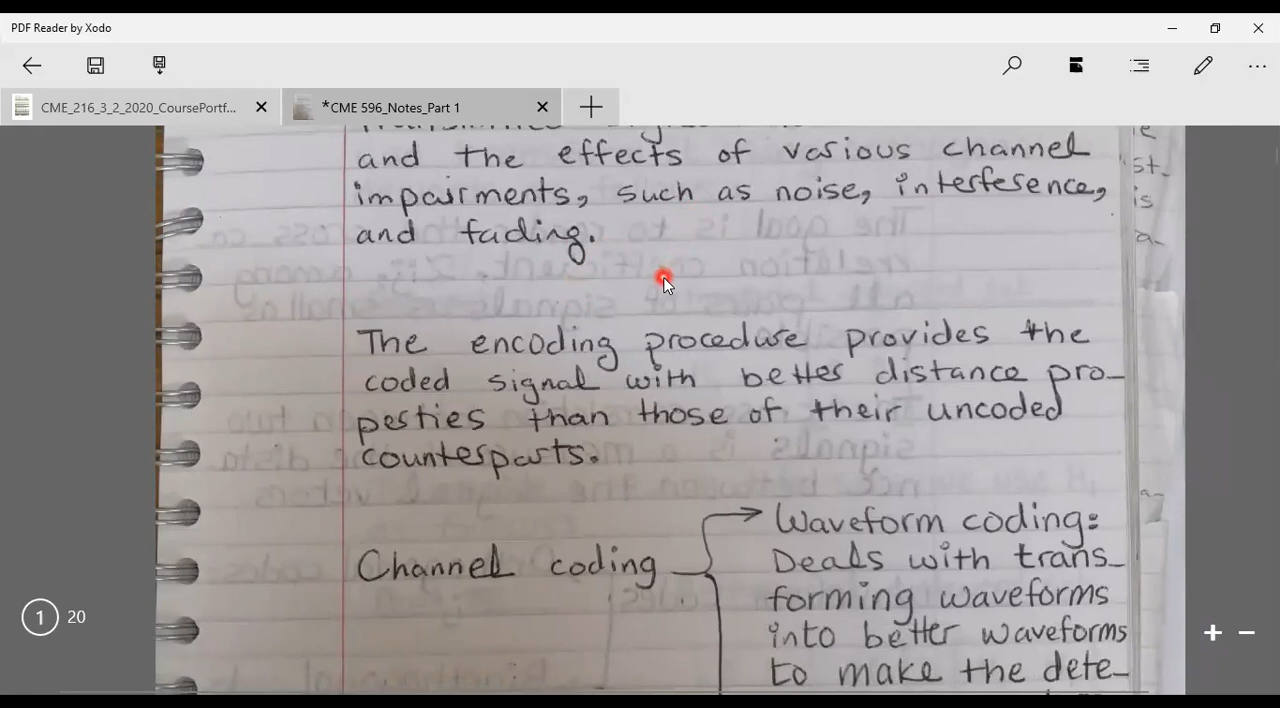 PDF Reader by Xodo
CME_216_3_2_2020_CoursePortf...
*CME 596_Notes_Part 1
and the effects of various channel
impairments, such as noise, interference,
and fading.
The encoding procedure provides the
coded signal with better distance pro-
perties than those of their uncoded
counterparts.
Channel coding
Waveform coding:
Deals with trans-
forming waveforms
into better waveforms
to make the dete-
1
20